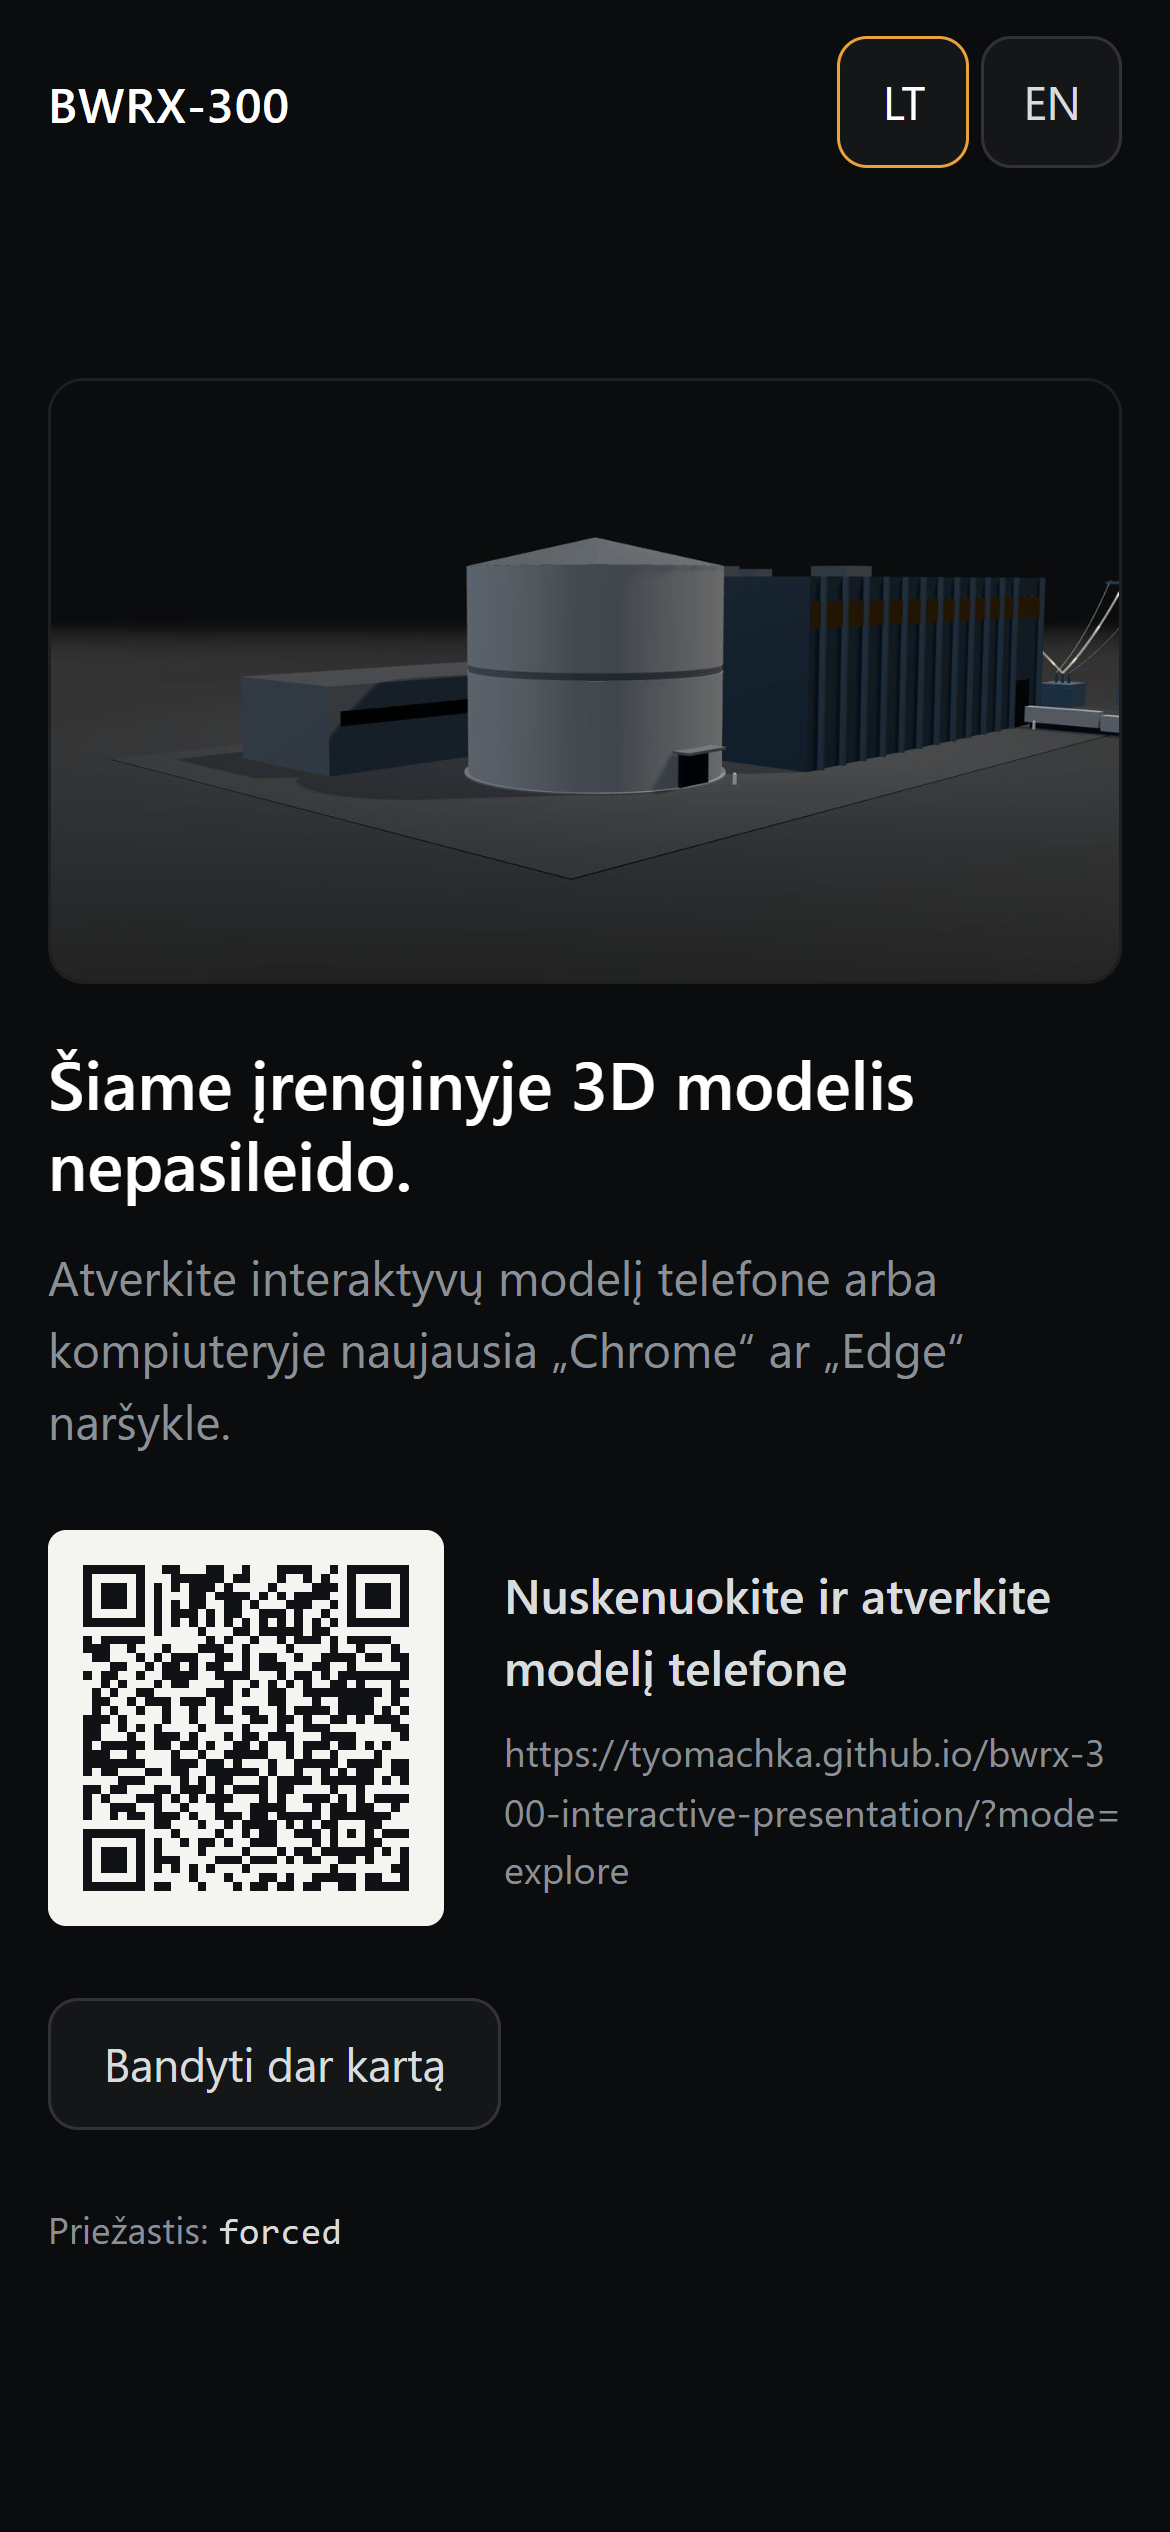 BWRX-300
LT
EN
Šiame įrenginyje 3D modelis
nepasileido.
Atverkite interaktyvų modelį telefone arba
kompiuteryje naujausia „Chrome“ ar „Edge“
naršykle.
Nuskenuokite ir atverkite
modelį telefone
https://tyomachka.github.io/bwrx-3
00-interactive-presentation/?mode=
explore
Bandyti dar kartą
Priežastis: forced